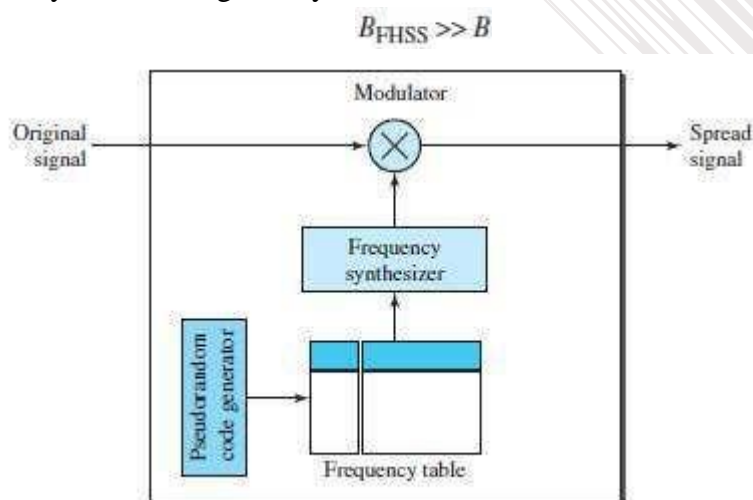 B_FHSS >> B
Modulator
Original
signal
Spread
signal
Frequency
synthesizer
Pseudorandom
code generator
Frequency table